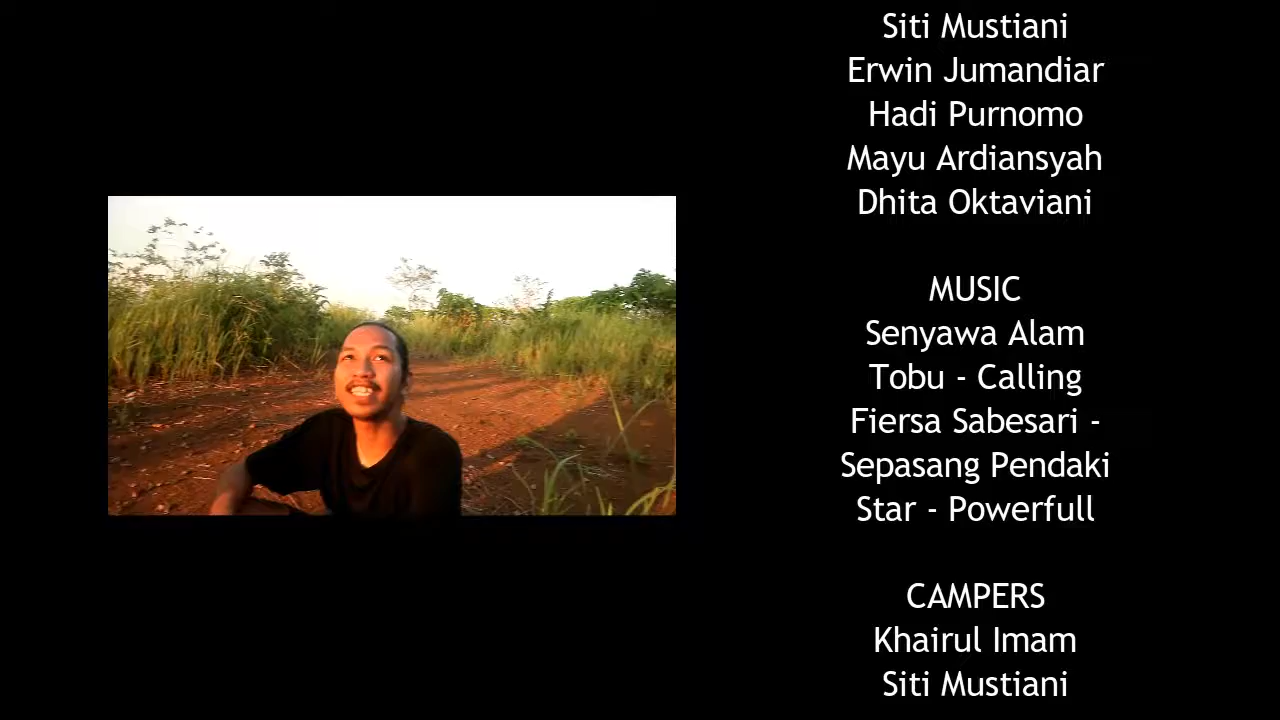 Siti Mustiani
Erwin Jumandiar
Hadi Purnomo
Mayu Ardiansyah
Dhita Oktaviani
MUSIC
Senyawa Alam
Tobu - Calling
Fiersa Sabesari -
Sepasang Pendaki
Star - Powerfull
CAMPERS
Khairul Imam
Siti Mustiani